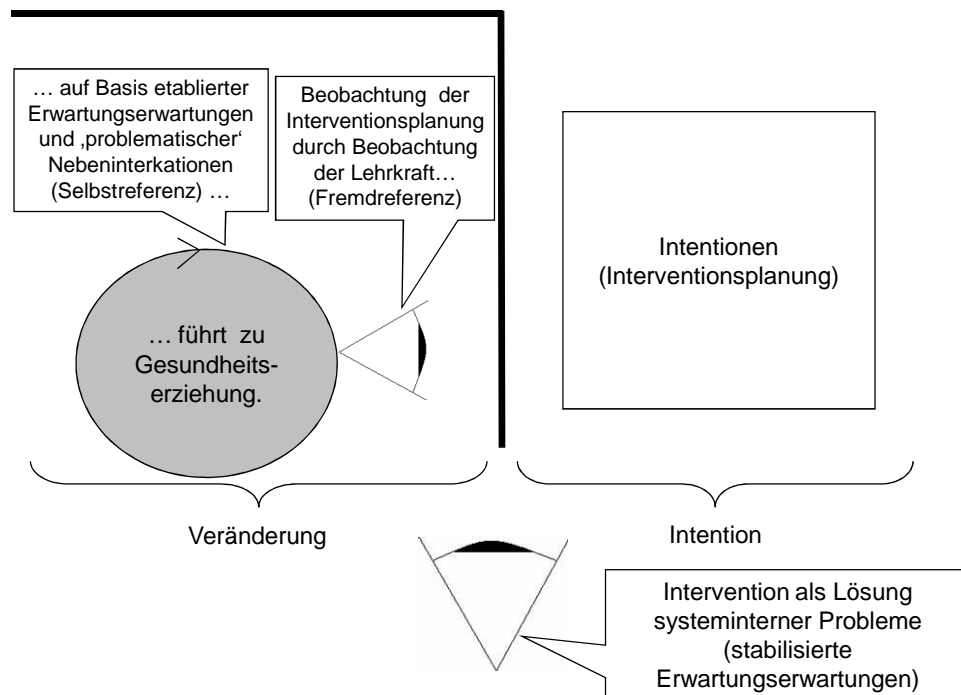 … auf Basis etablierter
Erwartungserwartungen
und ‚problematischer‘
Nebeninterkationen
(Selbstreferenz) …
Beobachtung der
Interventionsplanung
durch Beobachtung
der Lehrkraft…
(Fremdreferenz)
Intentionen
(Interventionsplanung)
… führt zu
Gesundheits-
erziehung.
Veränderung
Intention
Intervention als Lösung
systeminterner Probleme
(stabilisierte
Erwartungserwartungen)